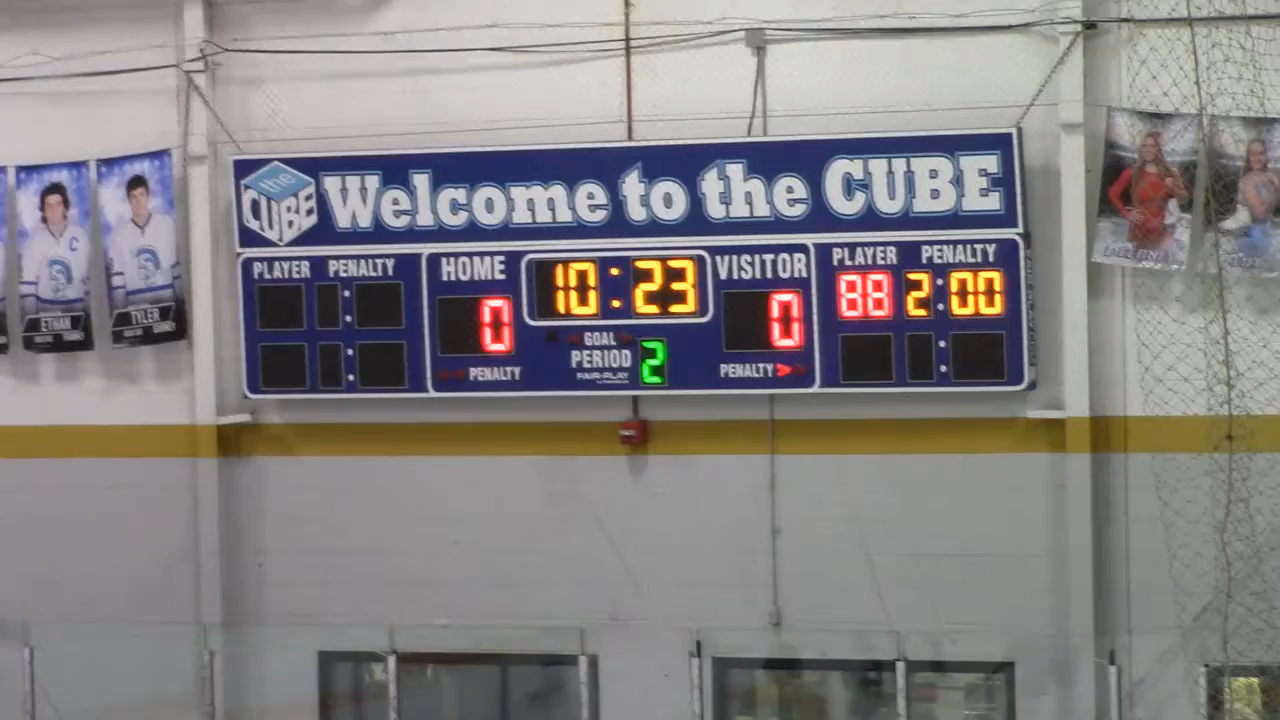 the CUBE Welcome to the CUBE
PLAYER PENALTY
HOME
10:23
VISITOR
PLAYER PENALTY
0
0
88 2:00
GOAL
PERIOD 2
FAIR-PLAY
PENALTY
PENALTY >
C
ETHAN
TYLER